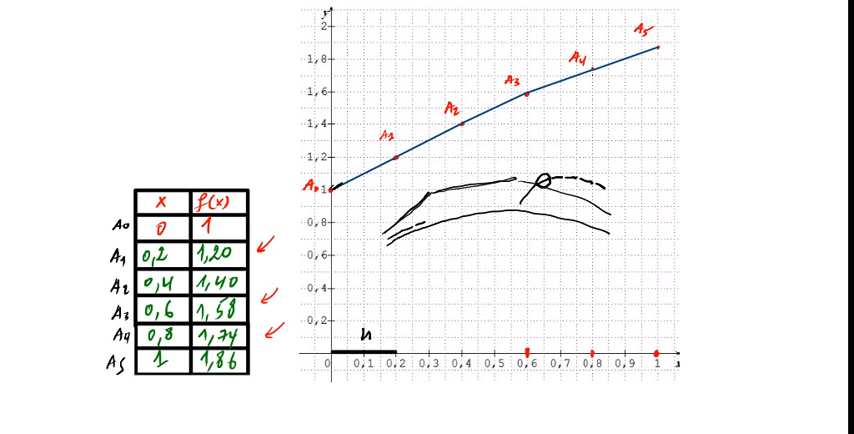 y
2
1,8
1,6
1,4
1,2
1
0,8
0,6
0,4
0,2
0 0,1 0,2 0,3 0,4 0,5 0,6 0,7 0,8 0,9 1
A0
A1
A2
A3
A4
A5
h
x f(x)
A0 0 1
A1 0,2 1,20
A2 0,4 1,40
A3 0,6 1,58
A4 0,8 1,74
A5 1 1,86